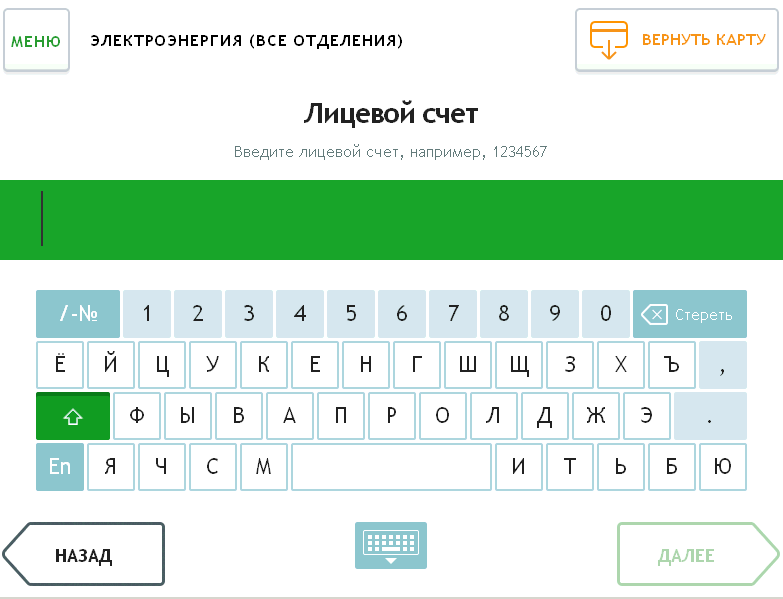 МЕНЮ ЭЛЕКТРОЭНЕРГИЯ (ВСЕ ОТДЕЛЕНИЯ) ВЕРНУТЬ КАРТУ
Лицевой счет
Введите лицевой счет, например, 1234567
/-№ 1 2 3 4 5 6 7 8 9 0 Стереть
Ё Й Ц У К Е Н Г Ш Щ З Х Ъ ,
Ф Ы В А П Р О Л Д Ж Э .
En Я Ч С М И Т Ь Б Ю
НАЗАД ДАЛЕЕ